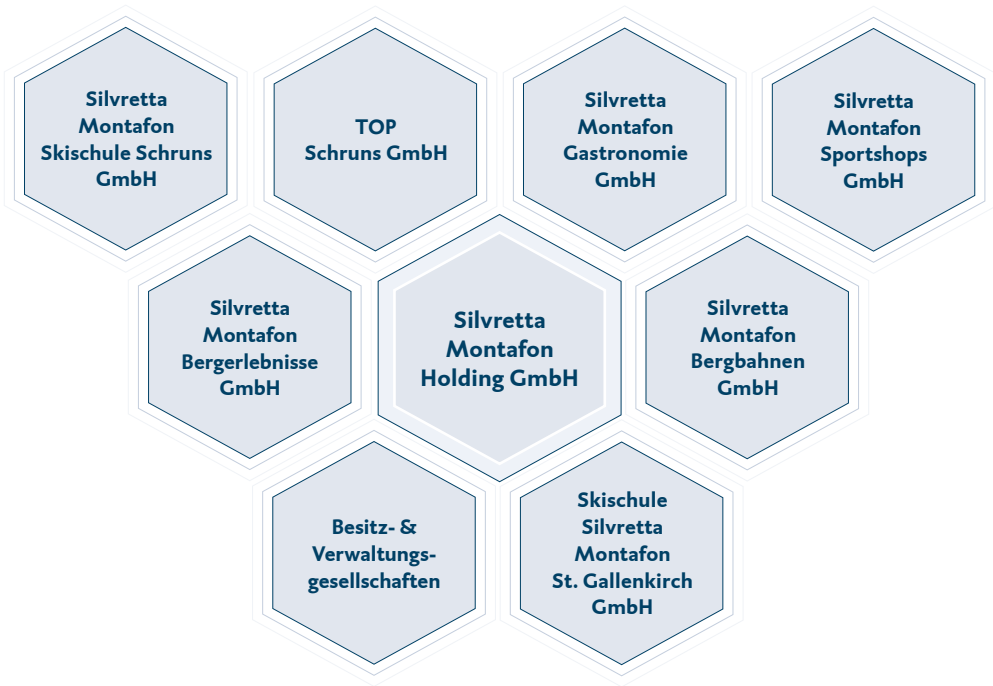 Silvretta
Montafon
Skischule Schruns
GmbH
TOP
Schruns GmbH
Silvretta
Montafon
Gastronomie
GmbH
Silvretta
Montafon
Sportshops
GmbH
Silvretta
Montafon
Bergerlebnisse
GmbH
Silvretta
Montafon
Holding GmbH
Silvretta
Montafon
Bergbahnen
GmbH
Besitz- &
Verwaltungs-
gesellschaften
Skischule
Silvretta
Montafon
St. Gallenkirch
GmbH